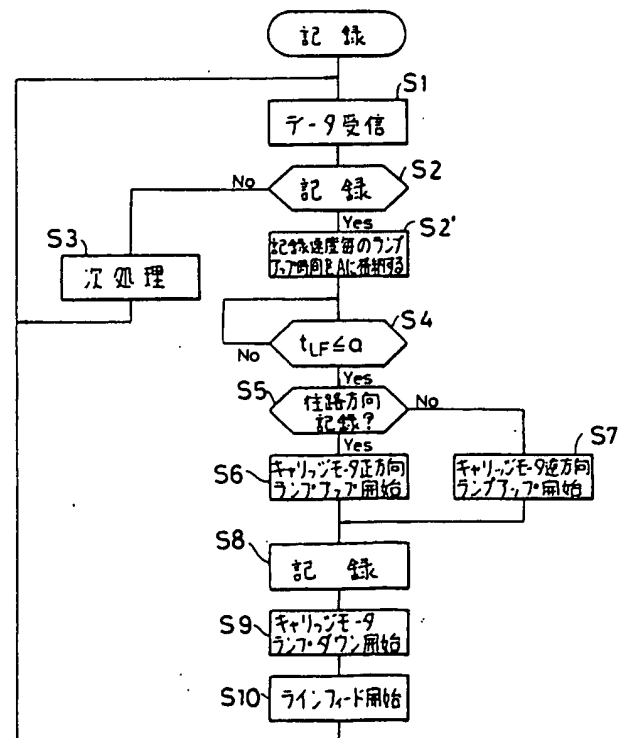 記録
S1
データ受信
S2
記録
No
Yes
S2'
記録速度毎のランプ
アップ時間をAに格納する
S3
次処理
S4
tLF≦a
No
Yes
S5
往路方向
記録?
No
Yes
S6
キャリッジモータ正方向
ランプアップ開始
S7
キャリッジモータ逆方向
ランプアップ開始
S8
記録
S9
キャリッジモータ
ランプダウン開始
S10
ラインフィード開始